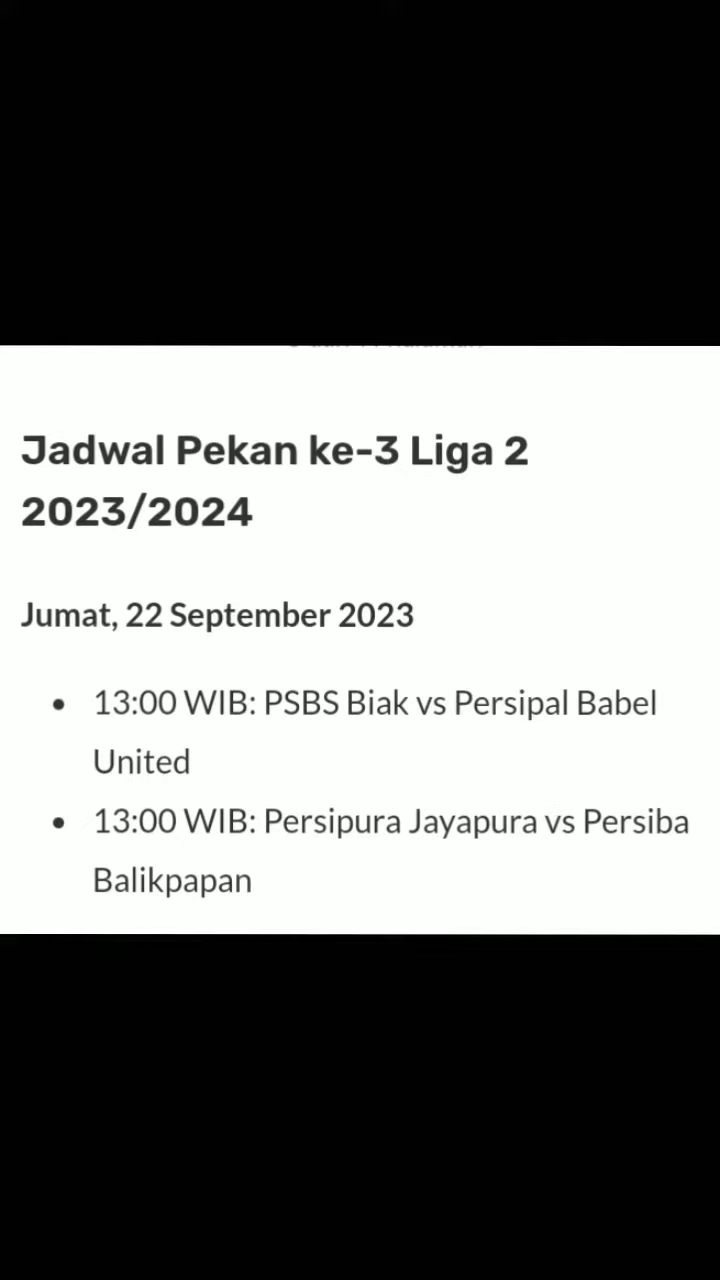 Jadwal Pekan ke-3 Liga 2
2023/2024
Jumat, 22 September 2023
• 13:00 WIB: PSBS Biak vs Persipal Babel
United
• 13:00 WIB: Persipura Jayapura vs Persiba
Balikpapan